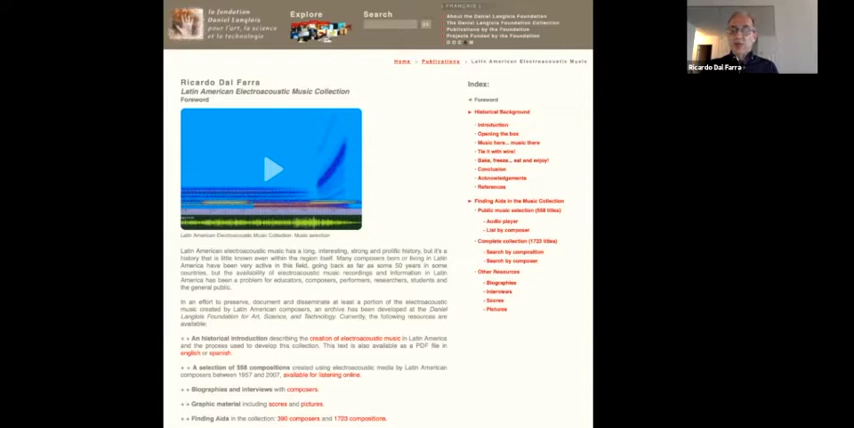 la fondation
Daniel Langlois
pour l'art, la science
et la technologie
Explore
Search
[ FRANÇAIS ]
About the Daniel Langlois Foundation
The Daniel Langlois Foundation Collection
Publications by the Foundation
Projects Funded by the Foundation
Home > Publications > Latin American Electroacoustic Music
Ricardo Dal Farra
Latin American Electroacoustic Music Collection
Foreword
Latin American Electroacoustic Music Collection: Music selection
Latin American electroacoustic music has a long, interesting, strong and prolific history, but it's a
history that is little known even within the region itself. Many composers born or living in Latin
America have been very active in this field, going back as far as some 50 years in some
countries, but the availability of electroacoustic music recordings and information in Latin
America has been a problem for educators, composers, performers, researchers, students and
the general public.
In an effort to preserve, document and disseminate at least a portion of the electroacoustic
music created by Latin American composers, an archive has been developed at the Daniel
Langlois Foundation for Art, Science, and Technology. Currently, the following resources are
available:
+ + An historical introduction describing the creation of electroacoustic music in Latin America
and the process used to develop this collection. This text is also available as a PDF file in
english or spanish.
+ + A selection of 558 compositions created using electroacoustic media by Latin American
composers between 1957 and 2007, available for listening online.
+ + Biographies and interviews with composers.
+ + Graphic material including scores and pictures.
+ + Finding Aids in the collection: 390 composers and 1723 compositions.
Index:
Foreword
Historical Background
Introduction
Opening the box
Music here... music there
Tie it with wire!
Bake, freeze... eat and enjoy!
Conclusion
Acknowledgements
References
Finding Aids in the Music Collection
Public music selection (558 titles)
- Audio player
- List by composer
Complete collection (1723 titles)
- Search by composition
- Search by composer
Other Resources
- Biographies
- Interviews
- Scores
- Pictures
Ricardo Dal Farra -